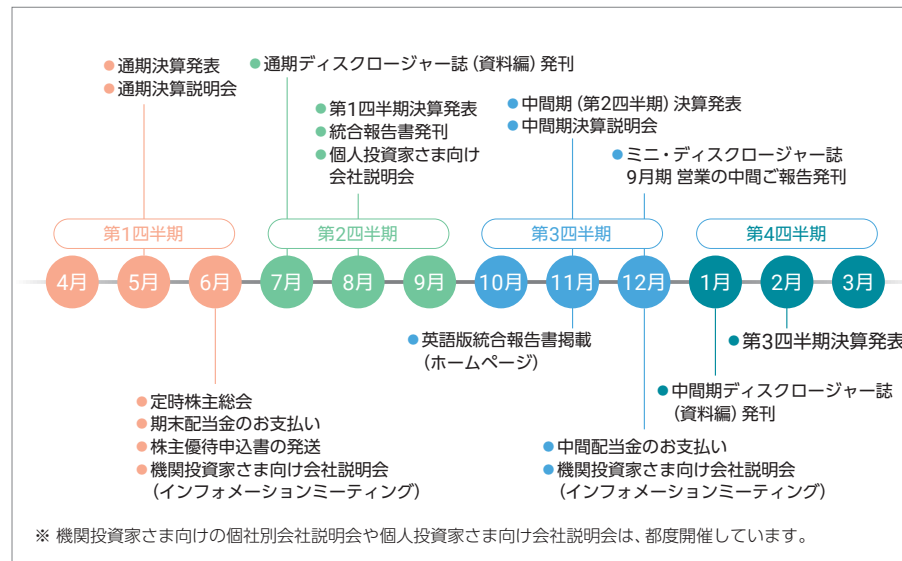 ●通期決算発表
●通期決算説明会
●通期ディスクロージャー誌(資料編)発刊
●第1四半期決算発表
●統合報告書発刊
●個人投資家さま向け
会社説明会
●中間期(第2四半期)決算発表
●中間期決算説明会
●ミニ・ディスクロージャー誌
9月期 営業の中間ご報告発刊
第1四半期
第2四半期
第3四半期
第4四半期
4月 5月 6月 7月 8月 9月 10月 11月 12月 1月 2月 3月
●英語版統合報告書掲載
(ホームページ)
●第3四半期決算発表
●中間期ディスクロージャー誌
(資料編)発刊
●定時株主総会
●期末配当金のお支払い
●株主優待申込書の発送
●機関投資家さま向け会社説明会
(インフォメーションミーティング)
●中間配当金のお支払い
●機関投資家さま向け会社説明会
(インフォメーションミーティング)
※ 機関投資家さま向けの個社別会社説明会や個人投資家さま向け会社説明会は、都度開催しています。